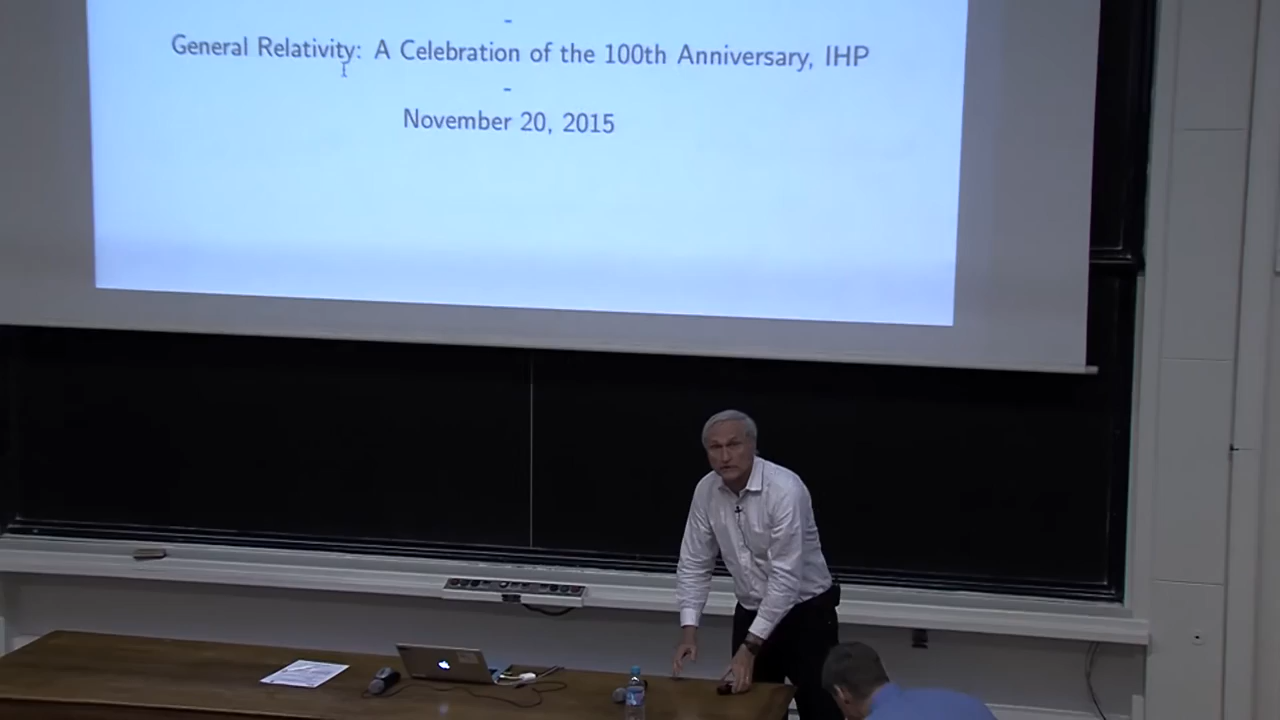 -
General Relativity: A Celebration of the 100th Anniversary, IHP
-
November 20, 2015